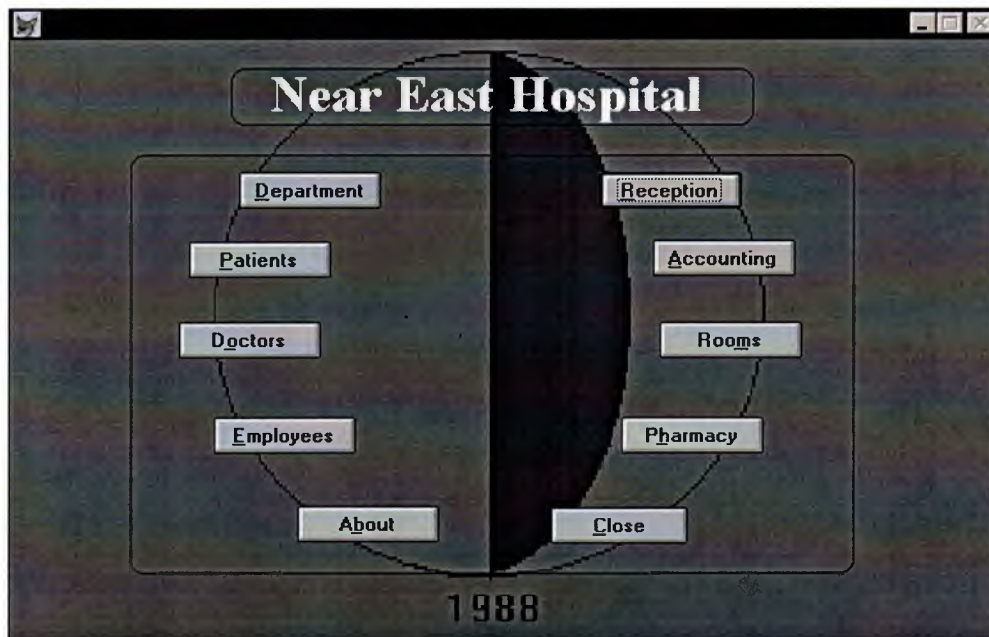 Near East Hospital
Department
Reception
Patients
Accounting
Doctors
Rooms
Employees
Pharmacy
About
Close
1988